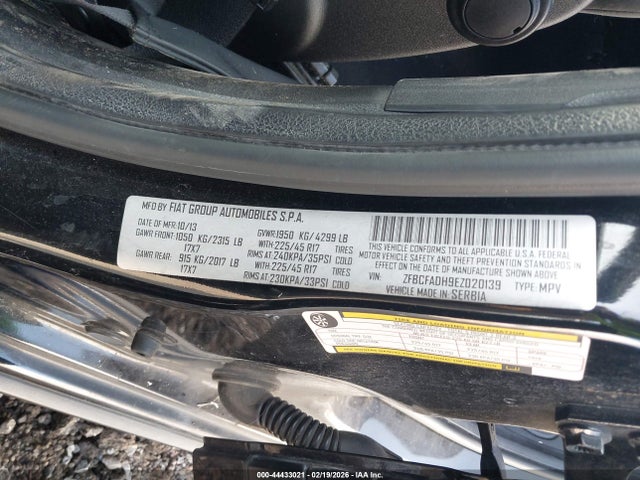 MFD BY FIAT GROUP AUTOMOBILES S.P.A.
DATE OF MFR:10/13 GVWR:1950 KG/ 4299 LB
GAWR FRONT:1050 KG/2315 LB WITH:225/45 R17 TIRES
17X7 RIMS AT:240KPA/35PSI COLD
GAWR REAR: 915 KG/2017 LB WITH:225/45 R17 TIRES
17X7 RIMS AT:230KPA/33PSI COLD
THIS VEHICLE CONFORMS TO ALL APPLICABLE U.S.A. FEDERAL
MOTOR VEHICLE SAFETY, BUMPER AND THEFT PREVENTION STANDARDS
IN EFFECT ON THE DATE OF MANUFACTURE SHOWN ABOVE.
VIN: ZFBCFADH9EZ020139 TYPE: MPV
VEHICLE MADE IN SERBIA
000-44433021 - 02/19/2026 - IAAI.COM